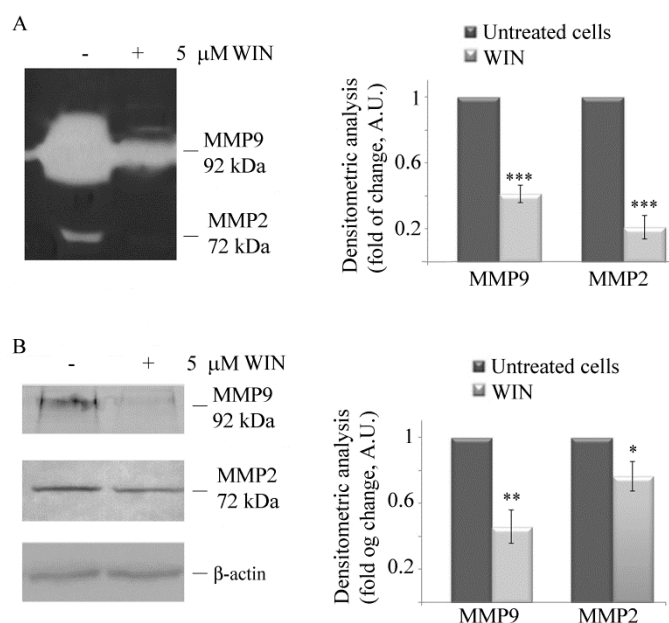 A
- + 5 μM WIN
MMP9
92 kDa
MMP2
72 kDa
Untreated cells
WIN
Densitometric analysis
(fold of change, A.U.)
1
0.6
0.2
***
***
MMP9 MMP2
B
- + 5 μM WIN
MMP9
92 kDa
MMP2
72 kDa
β-actin
Untreated cells
WIN
Densitometric analysis
(fold og change, A.U.)
1
0.6
0.2
**
*
MMP9 MMP2